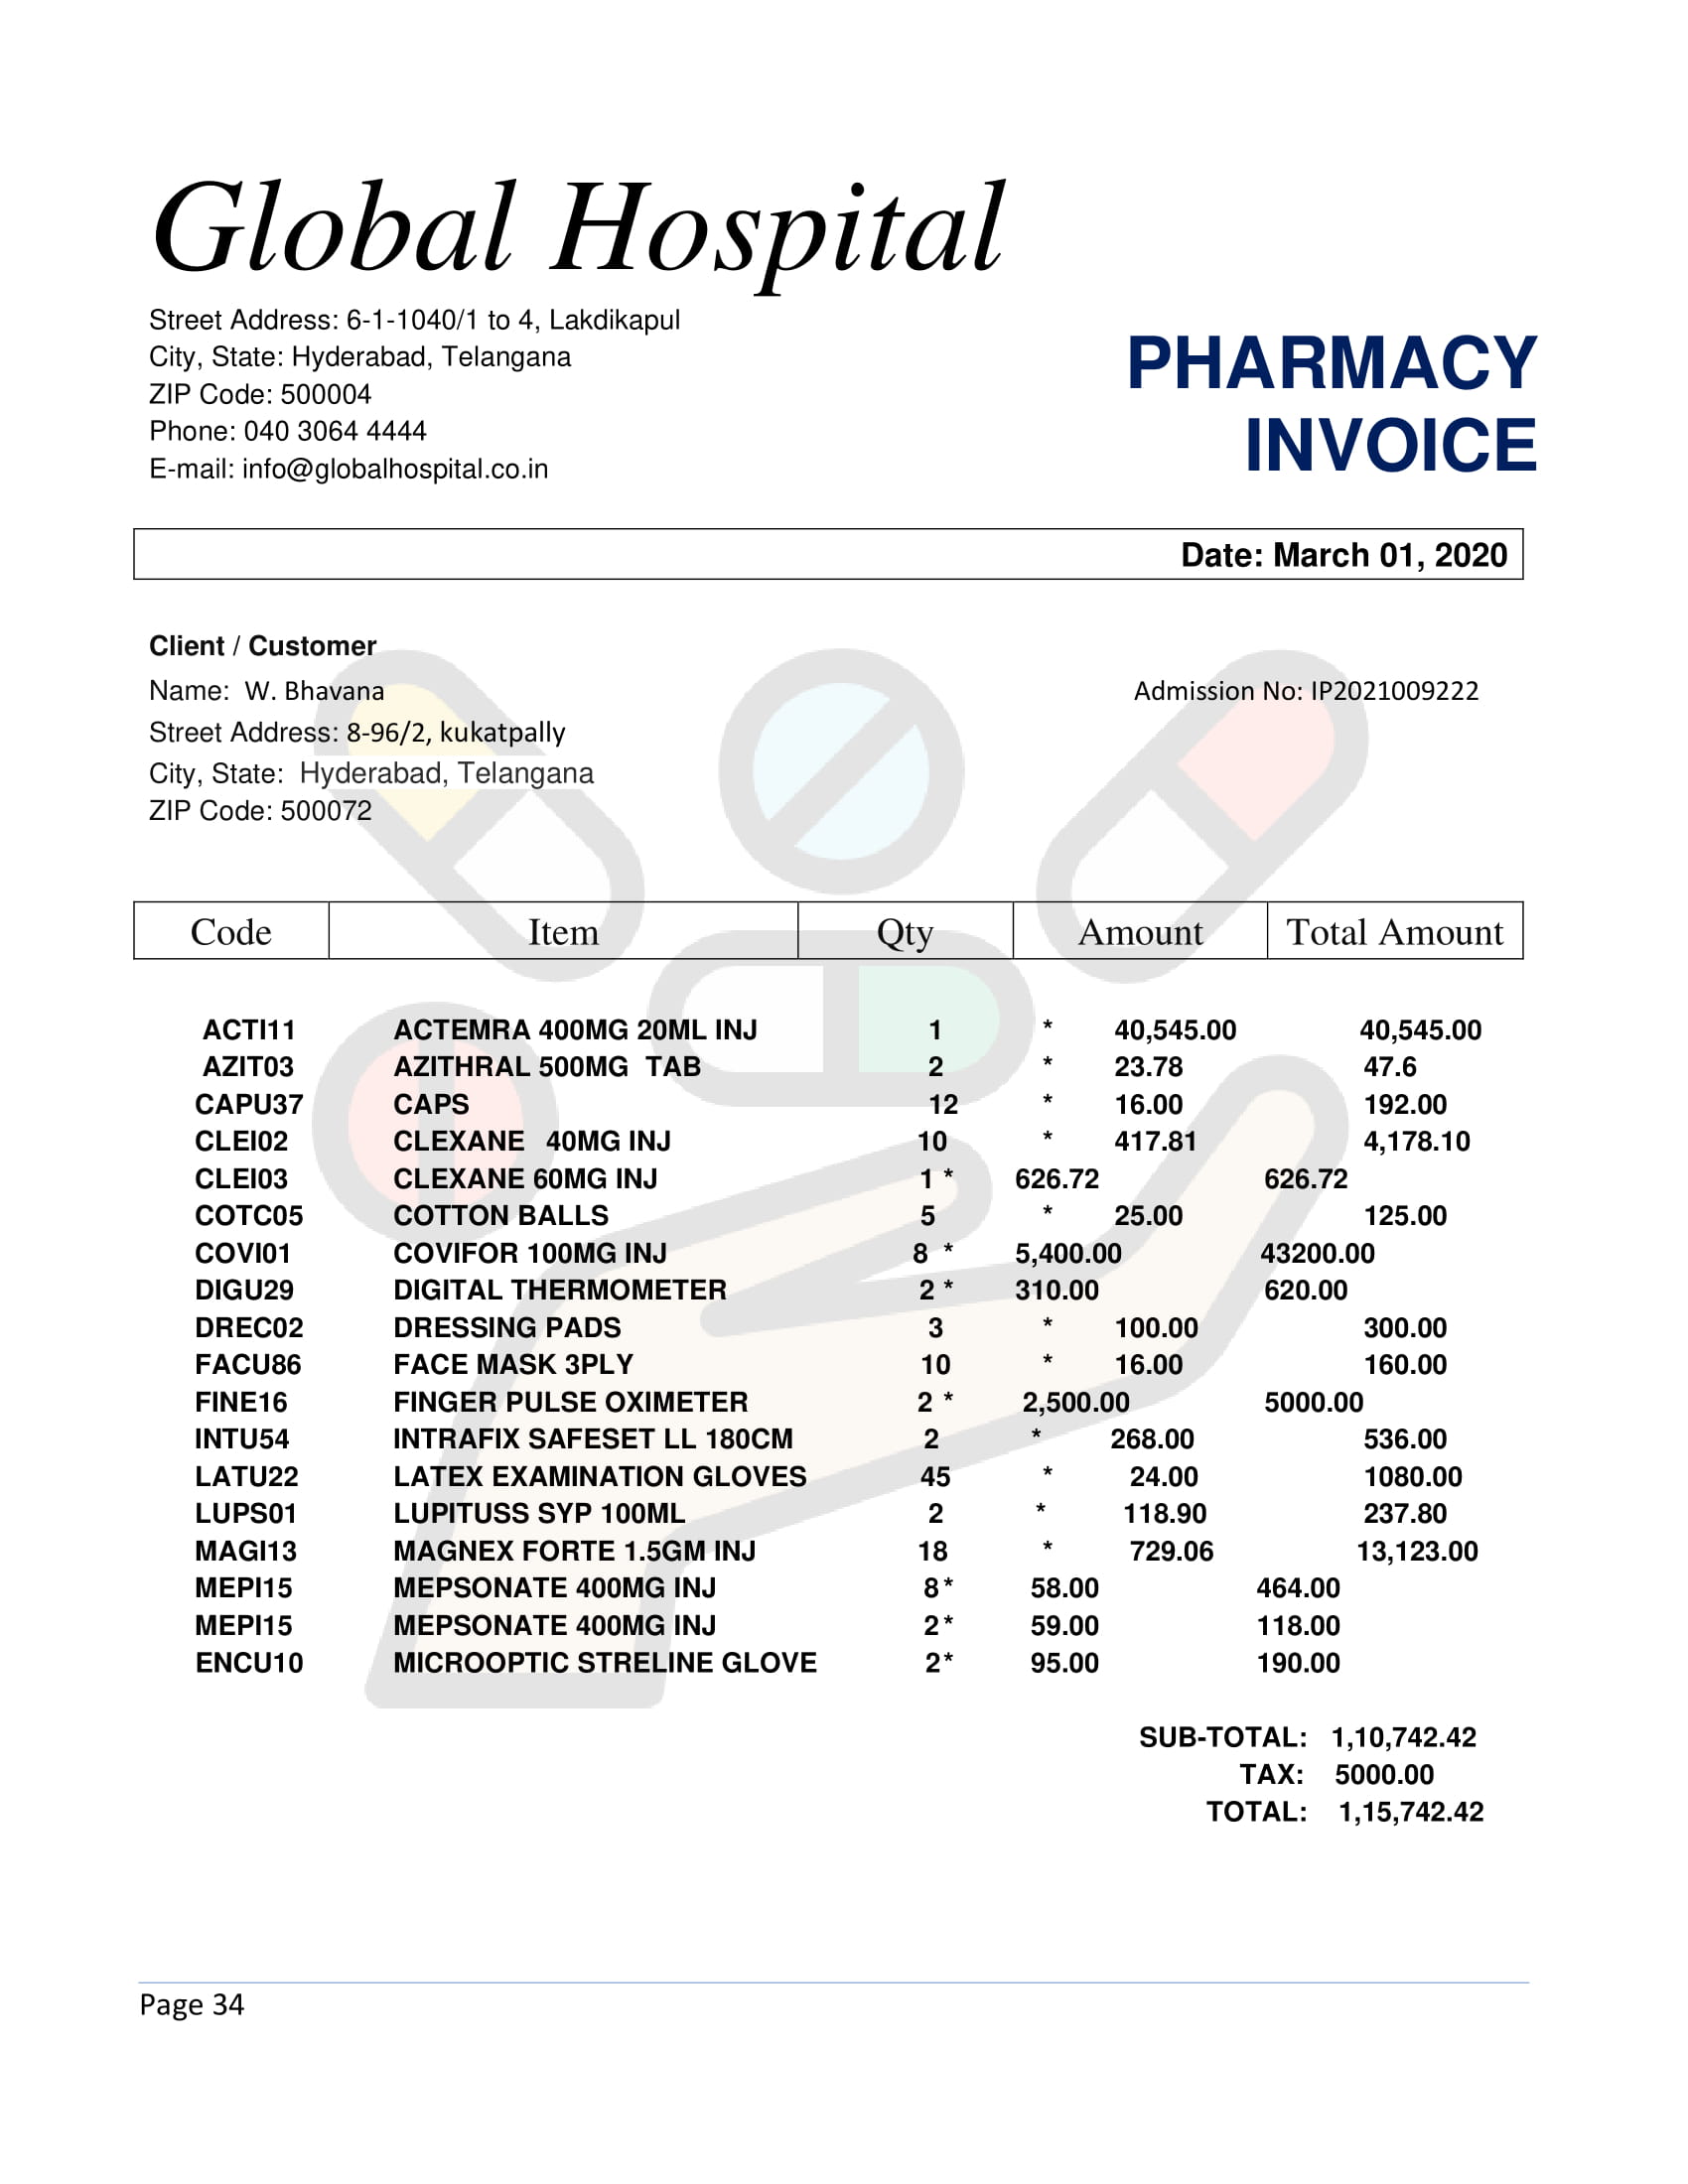 Global Hospital
Street Address: 6-1-1040/1 to 4, Lakdikapul
City, State: Hyderabad, Telangana
ZIP Code: 500004
Phone: 040 3064 4444
E-mail: info@globalhospital.co.in
PHARMACY
INVOICE
Date: March 01, 2020
Client / Customer
Name: W. Bhavana Admission No: IP2021009222
Street Address: 8-96/2, kukatpally
City, State: Hyderabad, Telangana
ZIP Code: 500072
Code Item Qty Amount Total Amount
ACTI11 ACTEMRA 400MG 20ML INJ 1 * 40,545.00 40,545.00
AZIT03 AZITHRAL 500MG TAB 2 * 23.78 47.6
CAPU37 CAPS 12 * 16.00 192.00
CLEI02 CLEXANE 40MG INJ 10 * 417.81 4,178.10
CLEI03 CLEXANE 60MG INJ 1 * 626.72 626.72
COTC05 COTTON BALLS 5 * 25.00 125.00
COVI01 COVIFOR 100MG INJ 8 * 5,400.00 43200.00
DIGU29 DIGITAL THERMOMETER 2 * 310.00 620.00
DREC02 DRESSING PADS 3 * 100.00 300.00
FACU86 FACE MASK 3PLY 10 * 16.00 160.00
FINE16 FINGER PULSE OXIMETER 2 * 2,500.00 5000.00
INTU54 INTRAFIX SAFESET LL 180CM 2 * 268.00 536.00
LATU22 LATEX EXAMINATION GLOVES 45 * 24.00 1080.00
LUPS01 LUPITUSS SYP 100ML 2 * 118.90 237.80
MAGI13 MAGNEX FORTE 1.5GM INJ 18 * 729.06 13,123.00
MEPI15 MEPSONATE 400MG INJ 8* 58.00 464.00
MEPI15 MEPSONATE 400MG INJ 2* 59.00 118.00
ENCU10 MICROOPTIC STRELINE GLOVE 2* 95.00 190.00
SUB-TOTAL: 1,10,742.42
TAX: 5000.00
TOTAL: 1,15,742.42
Page 34